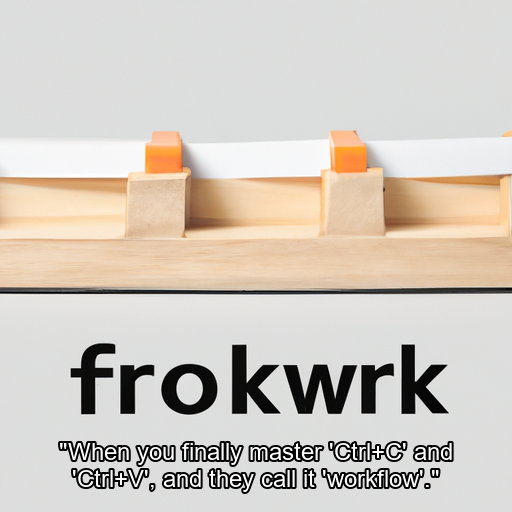 frokwrk
"When you finally master 'Ctrl+C' and
'Ctrl+V', and they call it 'workflow'."